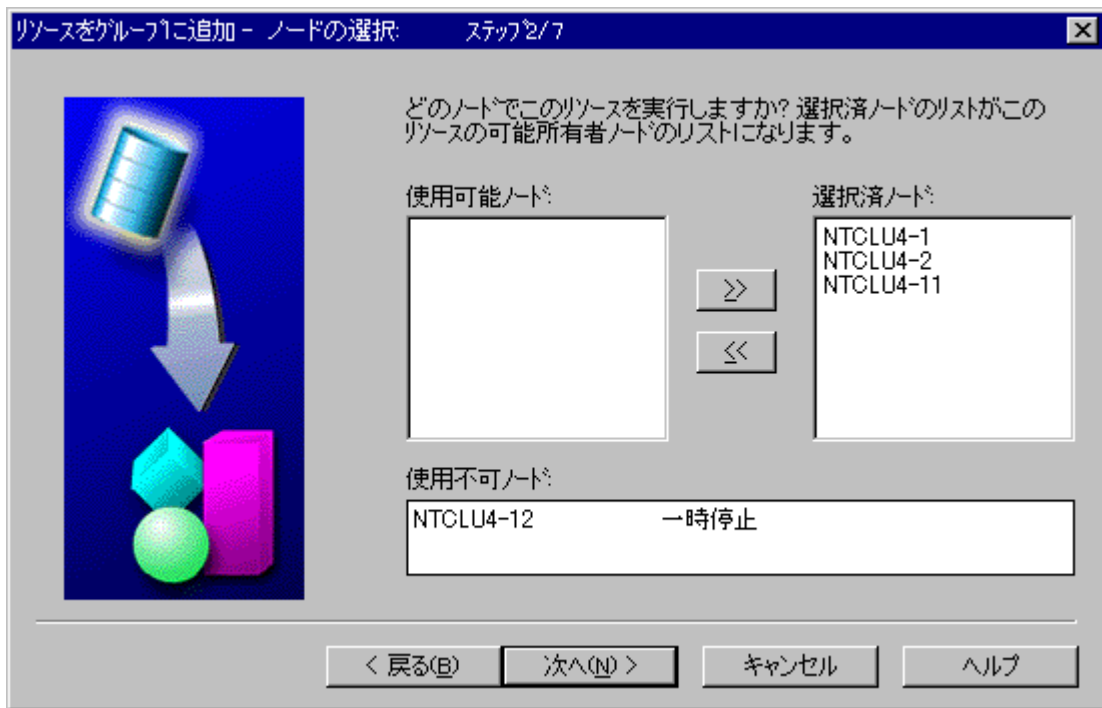 リソースをグループに追加 - ノードの選択: ステップ2/7
どのノードでこのリソースを実行しますか? 選択済ノードのリストがこの
リソースの可能所有者ノードのリストになります。
使用可能ノード:
選択済ノード:
NTCLU4-1
NTCLU4-2
NTCLU4-11
>>
<<
使用不可ノード:
NTCLU4-12 一時停止
< 戻る(B)
次へ(N) >
キャンセル
ヘルプ